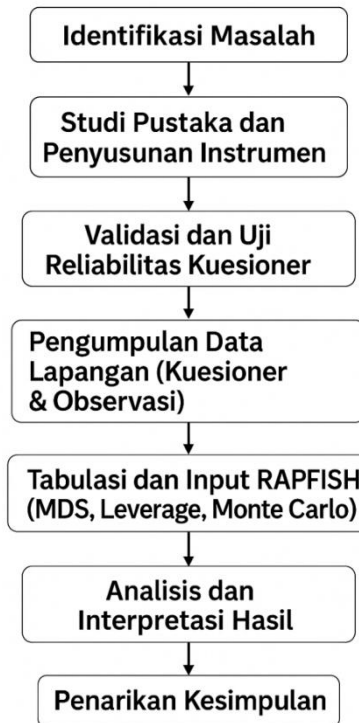 Identifikasi Masalah
Studi Pustaka dan
Penyusunan Instrumen
Validasi dan Uji
Reliabilitas Kuesioner
Pengumpulan Data
Lapangan (Kuesioner
& Observasi)
Tabulasi dan Input RAPFISH
(MDS, Leverage, Monte Carlo)
Analisis dan
Interpretasi Hasil
Penarikan Kesimpulan